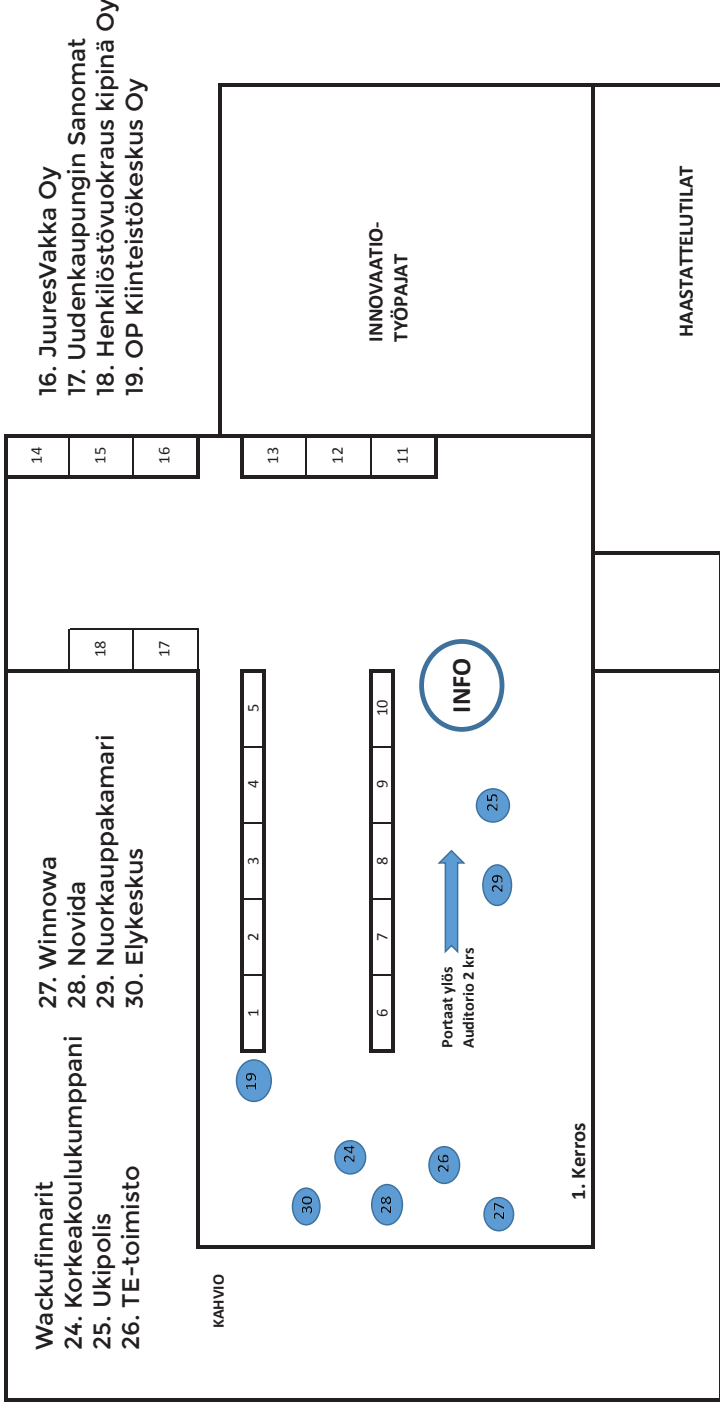 Wackufinnarit
24. Korkeakoulukumppani
25. Ukipolis
26. TE-toimisto
27. Winnowa
28. Novida
29. Nuorkauppakamari
30. Elykeskus
16. JuuresVakka Oy
17. Uudenkaupungin Sanomat
18. Henkilöstövuokraus kipinä Oy
19. OP Kiinteistökeskus Oy
14
15
16
18
17
13
12
11
1
2
3
4
5
6
7
8
9
10
19
30
24
28
26
27
29
25
INFO
Portaat ylös
Auditorio 2 krs
KAHVIO
1. Kerros
INNOVAATIO-
TYÖPAJAT
HAASTATTELUTILAT